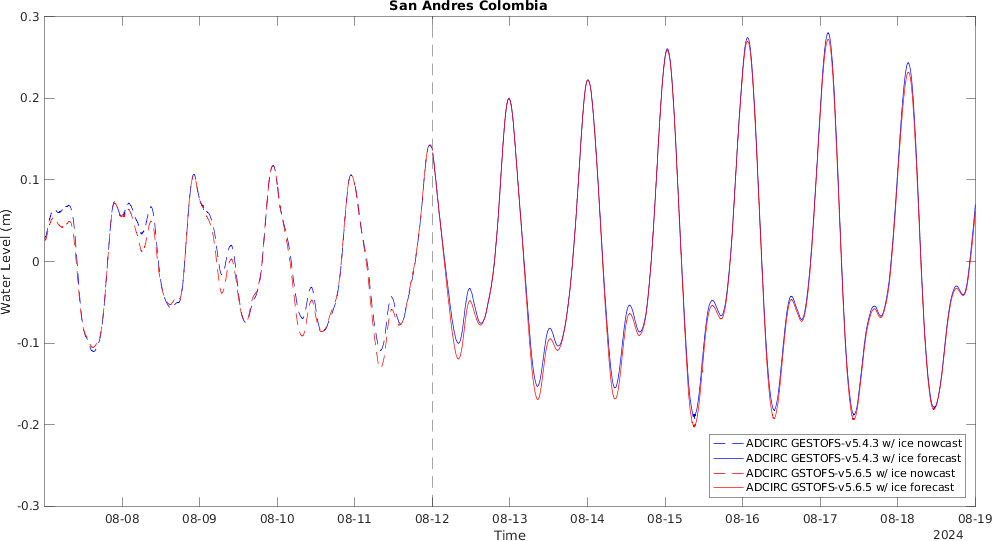 San Andres Colombia
0.3
0.2
0.1
0
-0.1
-0.2
-0.3
Water Level (m)
ADCIRC GESTOFS-v5.4.3 w/ ice nowcast
ADCIRC GESTOFS-v5.4.3 w/ ice forecast
ADCIRC GSTOFS-v5.6.5 w/ ice nowcast
ADCIRC GSTOFS-v5.6.5 w/ ice forecast
08-08 08-09 08-10 08-11 08-12 08-13 08-14 08-15 08-16 08-17 08-18 08-19
Time
2024